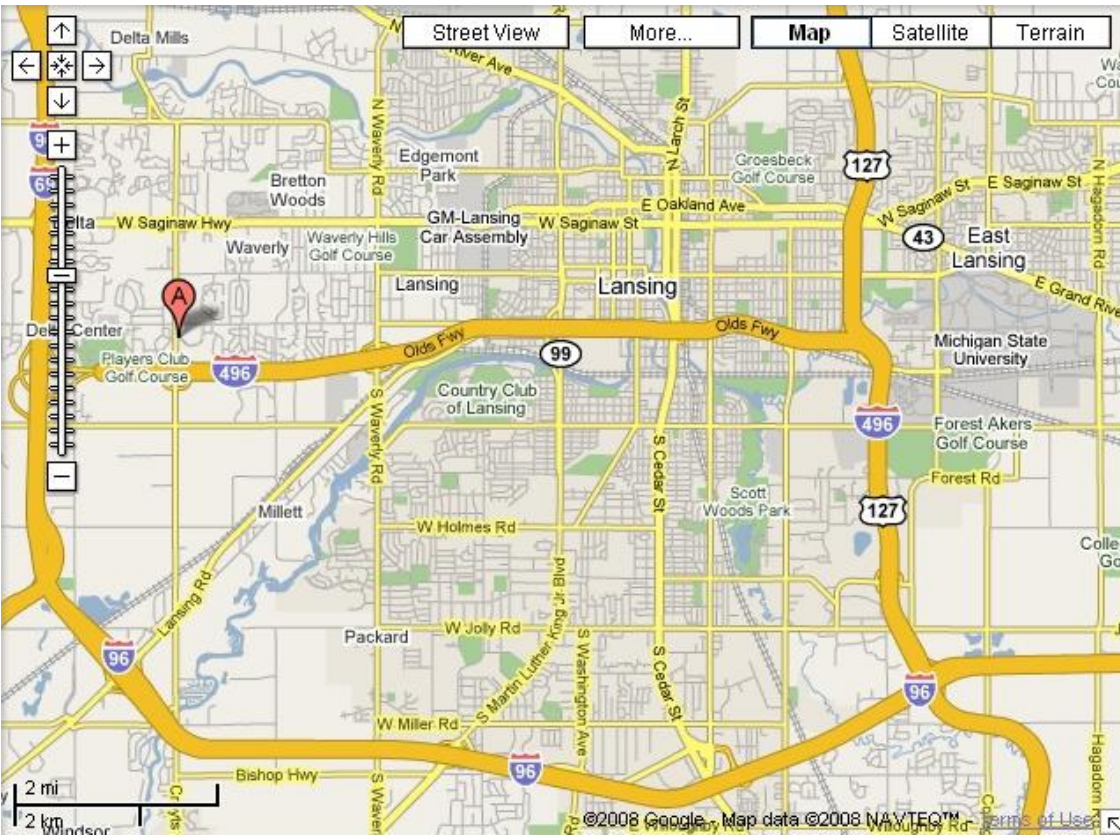 Street View
More...
Map
Satellite
Terrain
Delta Mills
River Ave
N Waverly Rd
N Larch St
Edgemont
Park
Groesbeck
Golf Course
127
N Hagadorn Rd
Bretton
Woods
E Saginaw St
W Saginaw St
E Oakland Ave
W Saginaw Hwy
GM-Lansing
Car Assembly
W Saginaw St
Waverly
Waverly Hills
Golf Course
43
East
Lansing
Lansing
Lansing
E Grand River
A
Olds Fwy
Olds Fwy
Players Club
Golf Course
496
99
Michigan State
University
Country Club
of Lansing
S Waverly Rd
496
Forest Akers
Golf Course
S Cedar St
Forest Rd
Scott
Woods Park
127
Millett
W Holmes Rd
Lansing Rd
Packard
W Jolly Rd
S Martin Luther King Jr Blvd
S Washington Ave
S Cedar St
96
96
W Miller Rd
Bishop Hwy
96
Hagadorn
S Waver
2 mi
2 km
Windsor
©2008 Google - Map data ©2008 NAVTEQ™ - Terms of Use